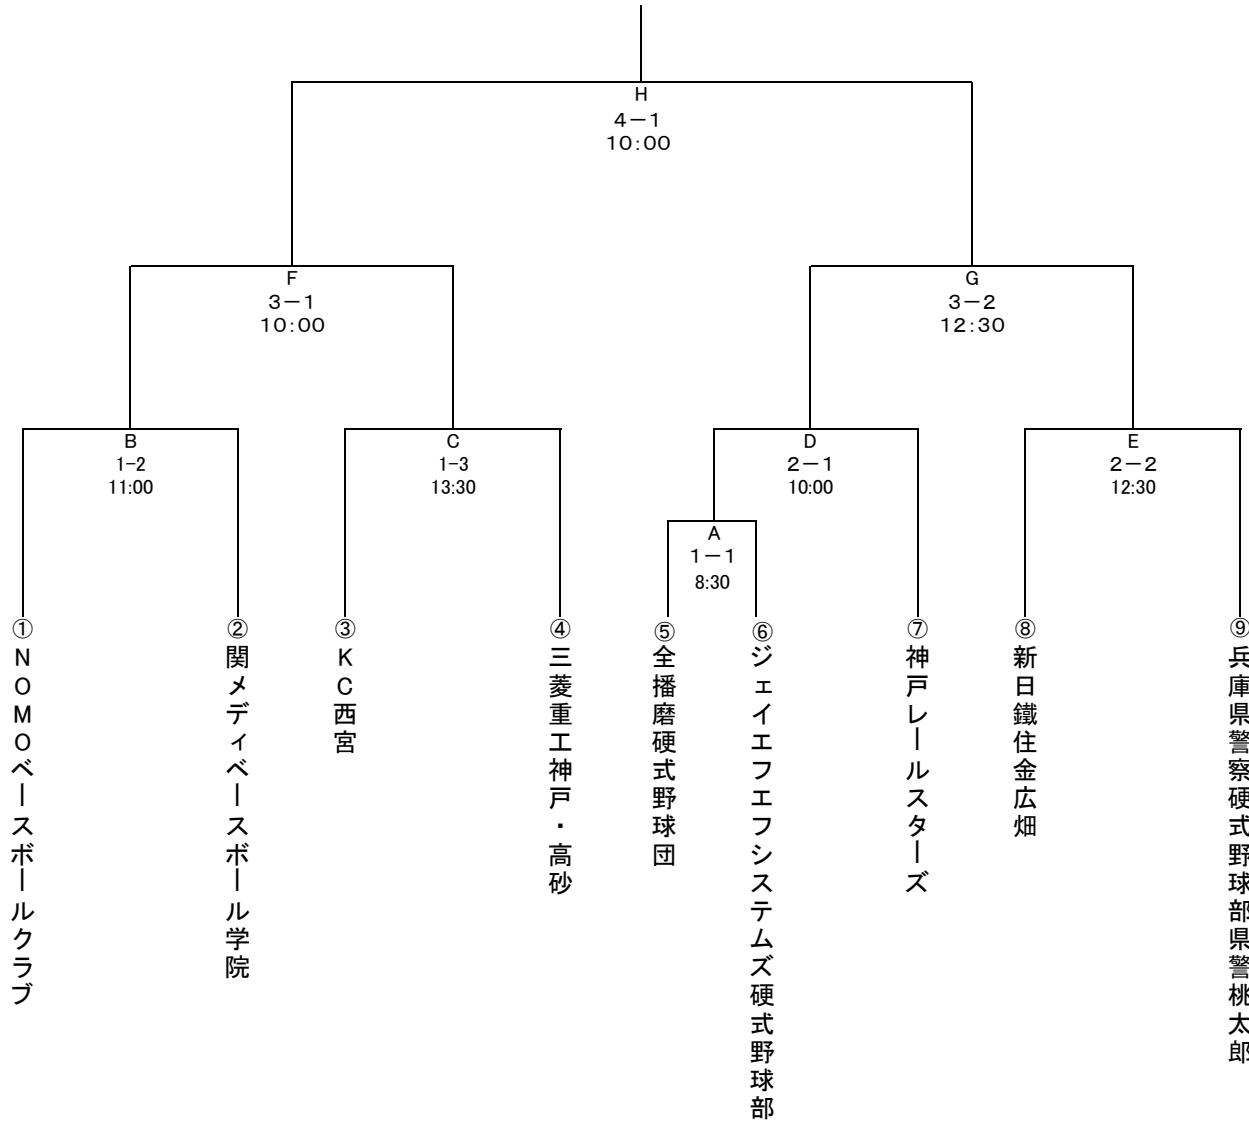 H
４－１
１０：００
F
３－１
１０：００
G
３－２
１２：３０
B
1-2
11:00
C
1-3
13:30
D
２－１
10:00
E
２－２
12:30
A
１－１
8:30
①NOMOベースボールクラブ
②関メディベースボール学院
③KC西宮
④三菱重工神戸・高砂
⑤全播磨硬式野球団
⑥ジェイエフエフシステムズ硬式野球部
⑦神戸レールスターズ
⑧新日鐵住金広畑
⑨兵庫県警察硬式野球部県警桃太郎